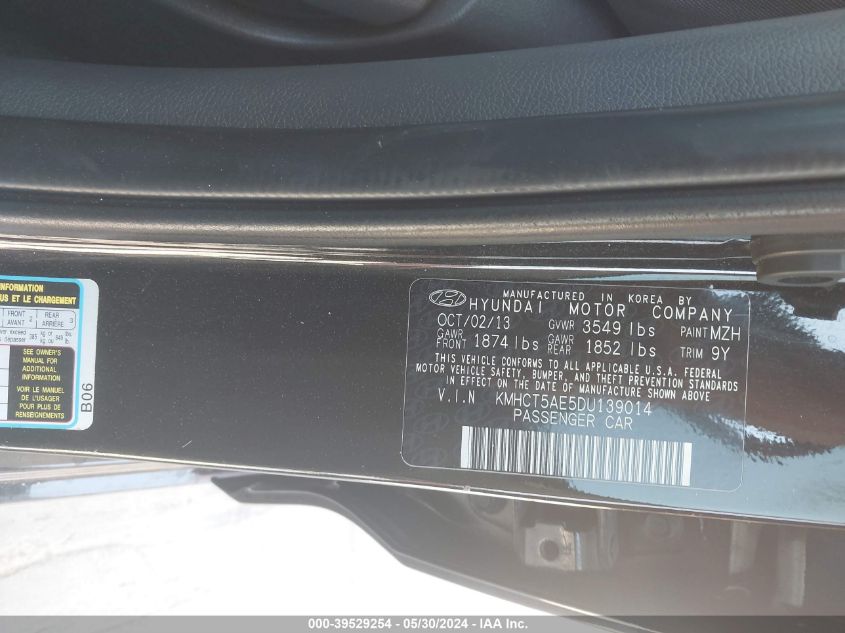 INFORMATION
US ET LE CHARGEMENT
FRONT 2 REAR 3
AVANT ARRIÈRE
SEE OWNER'S
MANUAL FOR
ADDITIONAL
INFORMATION
VOIR LE MANUEL
DE L'USAGER
POUR PLUS DE
RENSEIGNEMENTS
B06
MANUFACTURED IN KOREA BY
HYUNDAI MOTOR COMPANY
OCT/02/13 GVWR 3549 lbs PAINT MZH
GAWR FRONT 1874 lbs GAWR REAR 1852 lbs TRIM 9Y
THIS VEHICLE CONFORMS TO ALL APPLICABLE U.S.A. FEDERAL
MOTOR VEHICLE SAFETY, BUMPER, AND THEFT PREVENTION STANDARDS
IN EFFECT ON THE DATE OF MANUFACTURE SHOWN ABOVE
V.I.N KMHCT5AE5DU139014
PASSENGER CAR
000-39529254 - 05/30/2024 - IAA Inc.